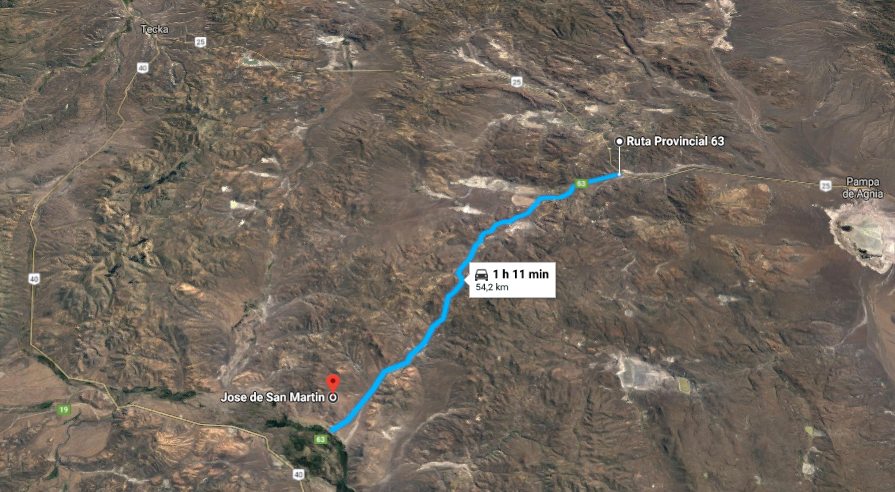 Tecka
25
40
25
Ruta Provincial 63
63
25
Pampa
de Agnia
1 h 11 min
54,2 km
40
Jose de San Martin
19
63
40